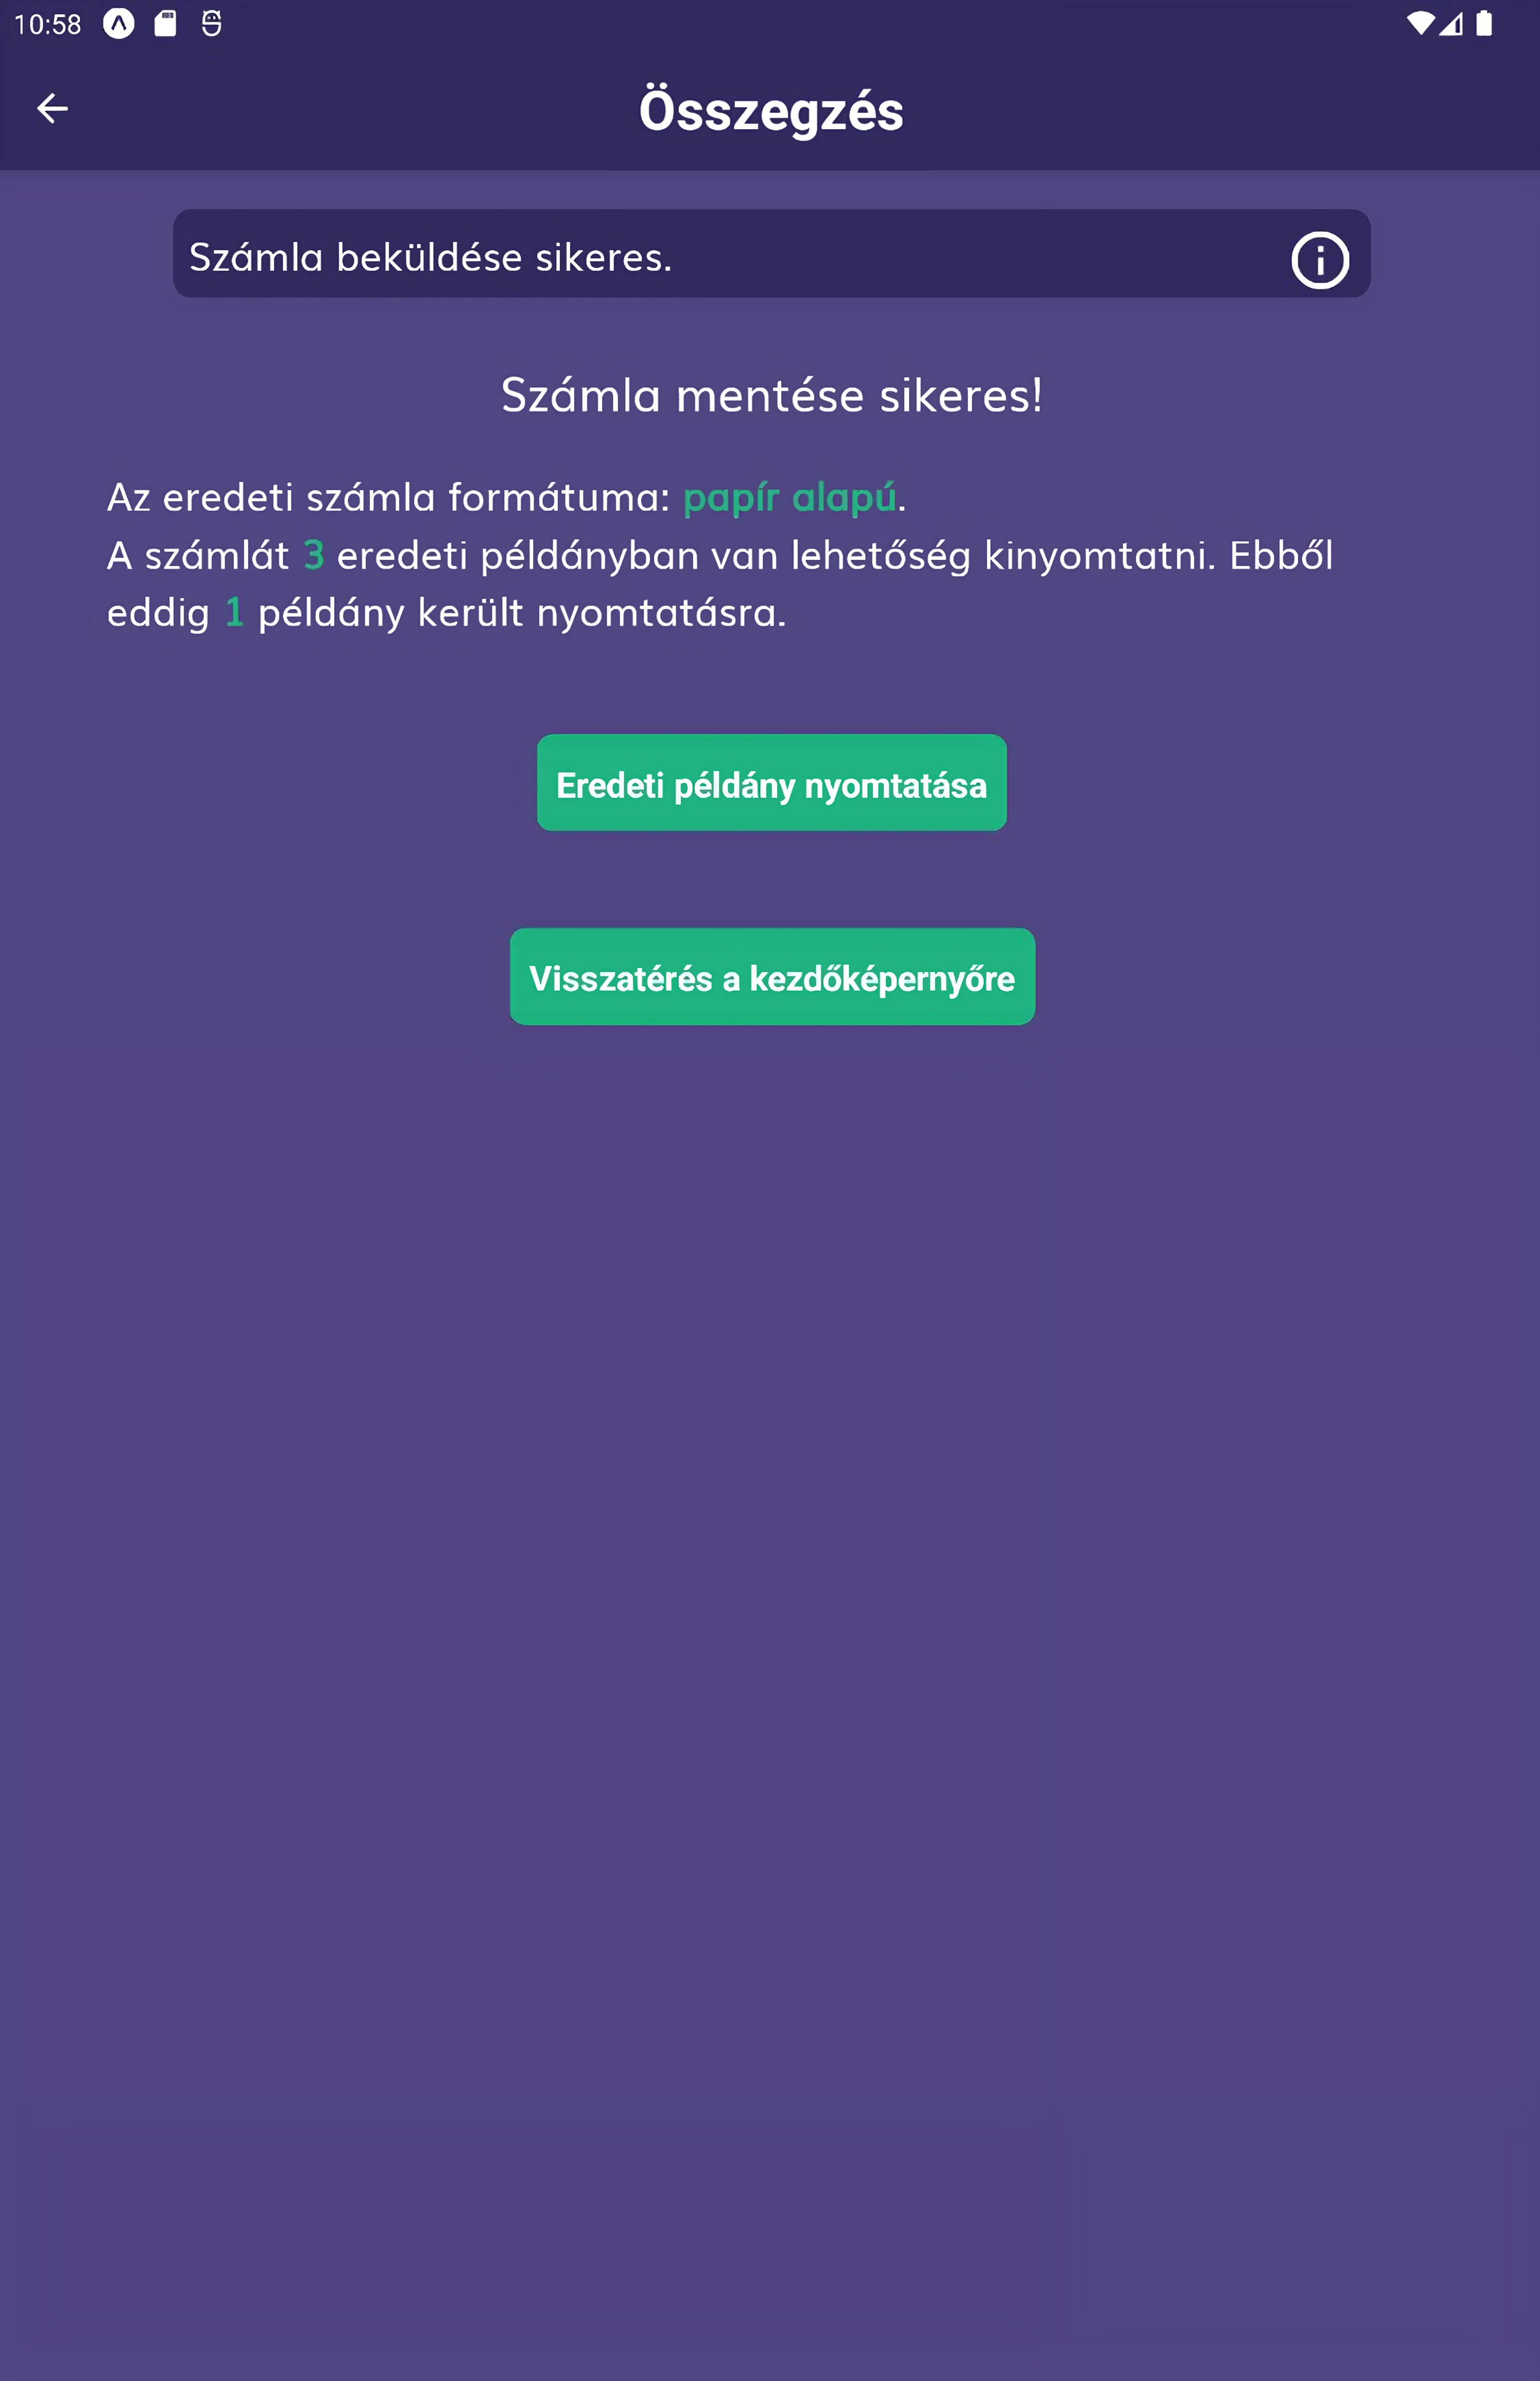 10:58
Összegzés
Számla beküldése sikeres.
Számla mentése sikeres!
Az eredeti számla formátuma: papír alapú.
A számlát 3 eredeti példányban van lehetőség kinyomtatni. Ebből
eddig 1 példány került nyomtatásra.
Eredeti példány nyomtatása
Visszatérés a kezdőképernyőre